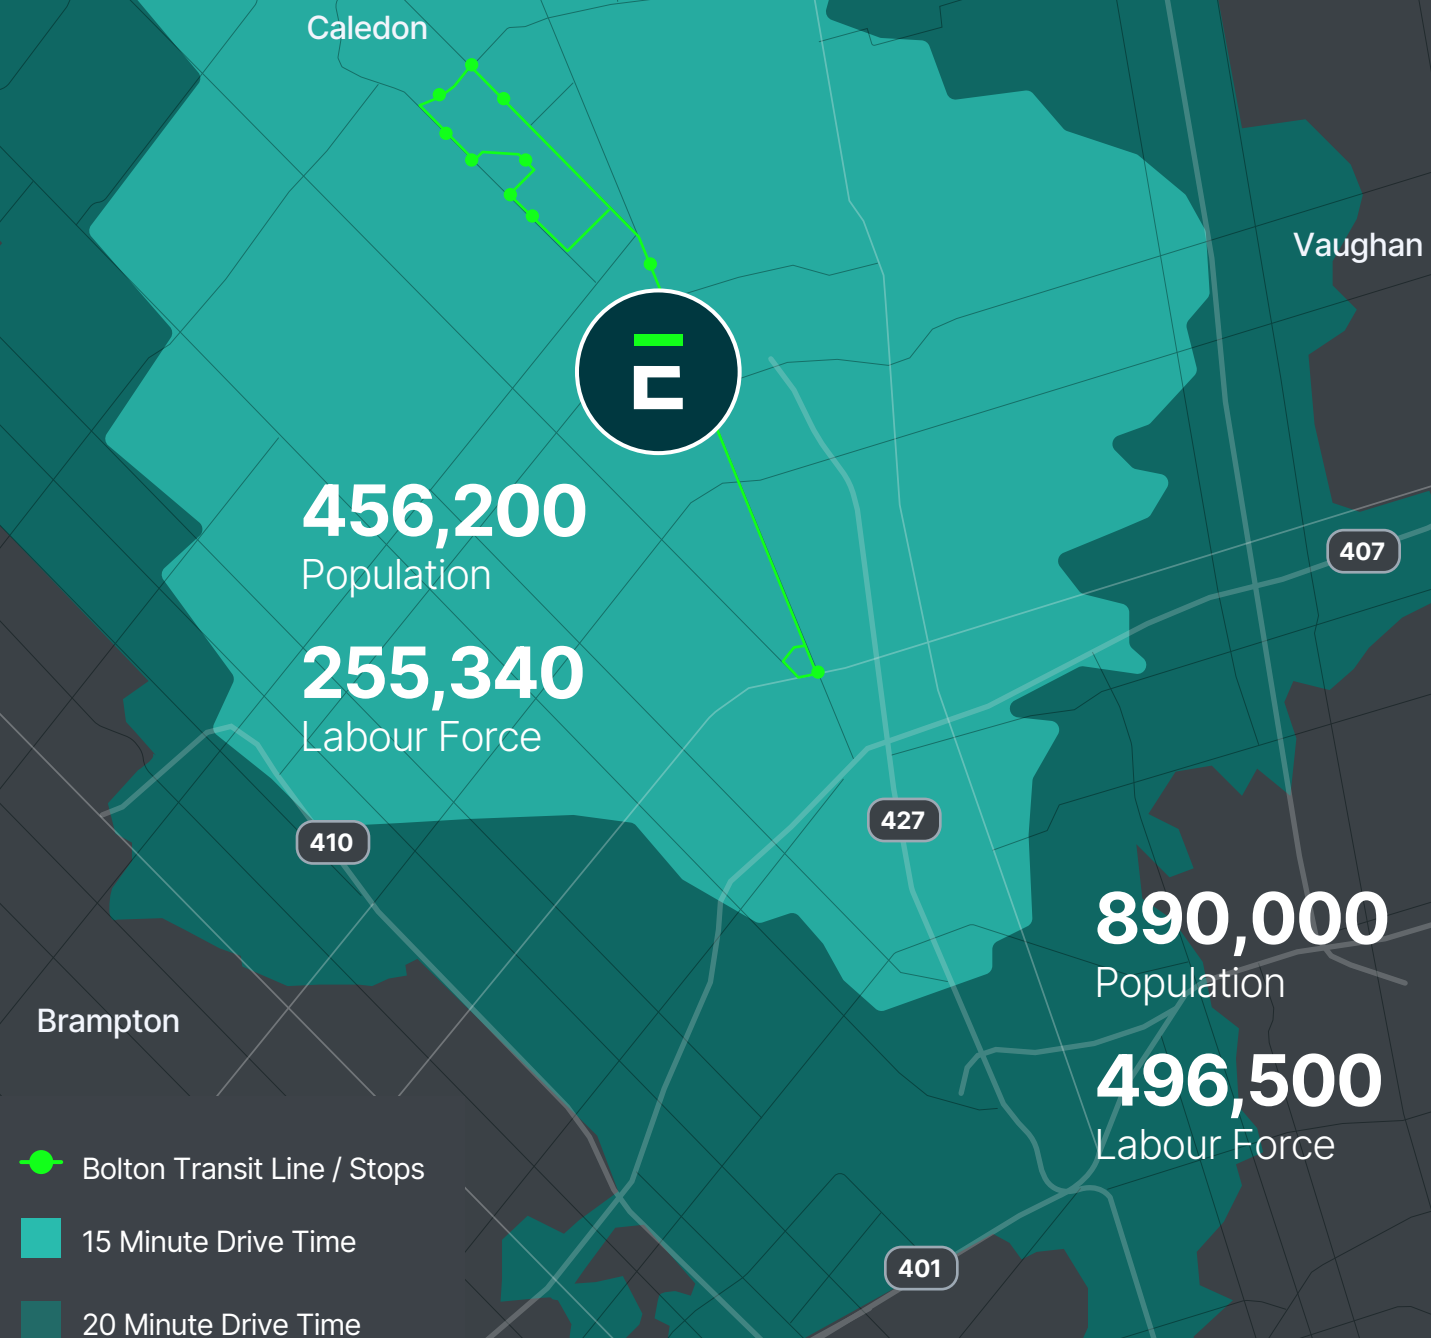 Caledon
Vaughan
456,200
Population
255,340
Labour Force
407
410
427
890,000
Population
496,500
Labour Force
Brampton
401
Bolton Transit Line / Stops
15 Minute Drive Time
20 Minute Drive Time